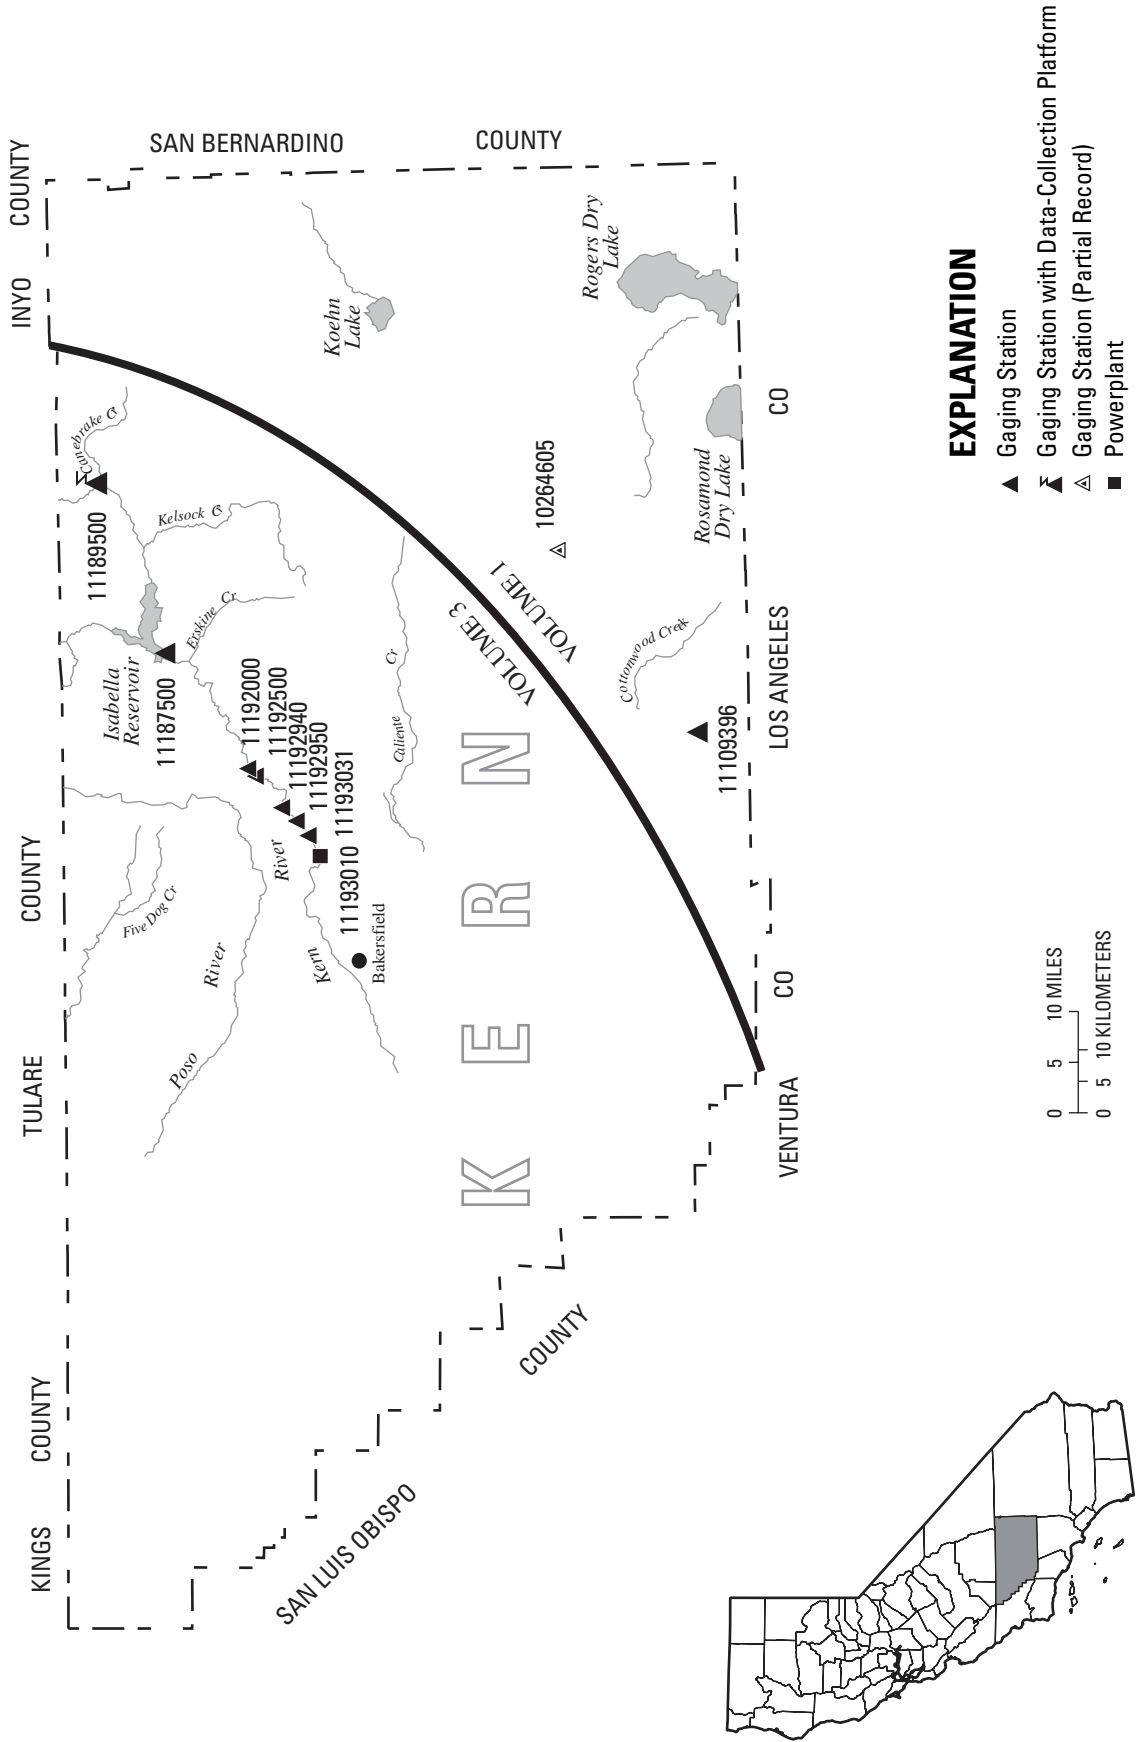 KINGS COUNTY
TULARE COUNTY
INYO COUNTY
SAN BERNARDINO COUNTY
SAN LUIS OBISPO COUNTY
VENTURA CO
LOS ANGELES CO
KERN
Canebrake Cr
11189500
Kelsock Cr
Isabella
Reservoir
11187500
Erskine Cr
11192000
11192500
11192940
11192950
11193031
11193010
Five Dog Cr
Poso River
Kern River
Bakersfield
Caliente Cr
Koehn
Lake
VOLUME 3
VOLUME 1
10264605
Rogers Dry
Lake
Rosamond
Dry Lake
Cottonwood Creek
11109396
0 5 10 MILES
0 5 10 KILOMETERS
EXPLANATION
Gaging Station
Gaging Station with Data-Collection Platform
Gaging Station (Partial Record)
Powerplant